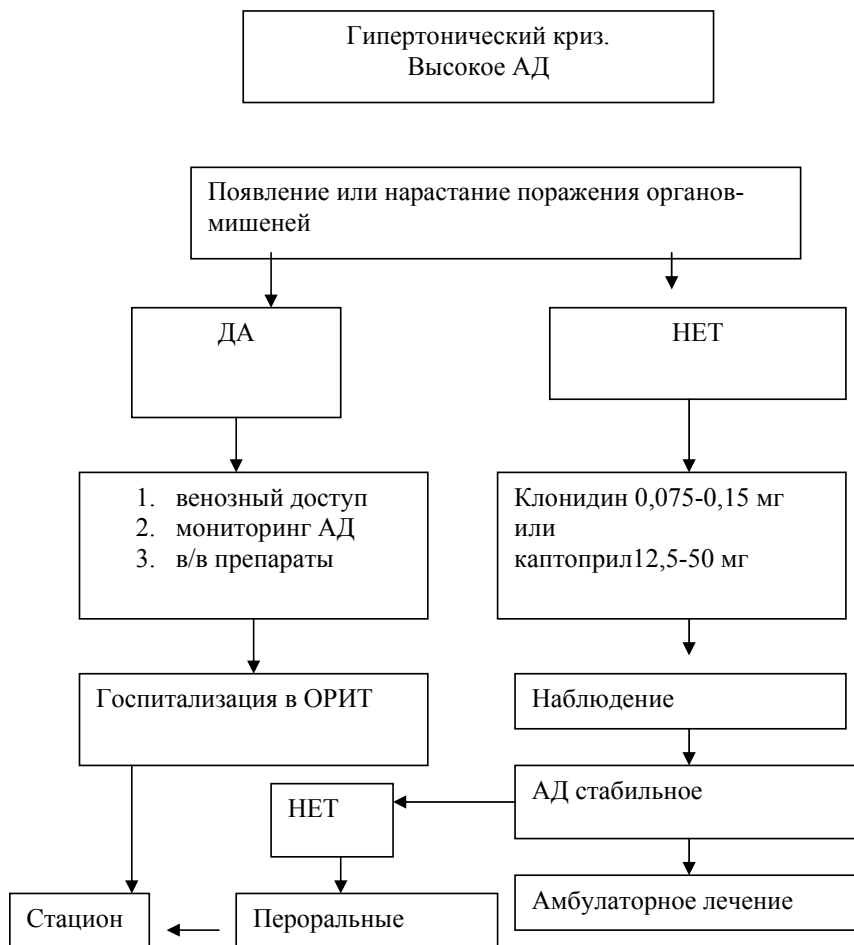 Гипертонический криз.
Высокое АД
Появление или нарастание поражения органов-
мишеней
ДА
НЕТ
1. венозный доступ
2. мониторинг АД
3. в/в препараты
Клонидин 0,075-0,15 мг
или
каптоприл12,5-50 мг
Госпитализация в ОРИТ
Наблюдение
НЕТ
АД стабильное
Стацион
Пероральные
Амбулаторное лечение